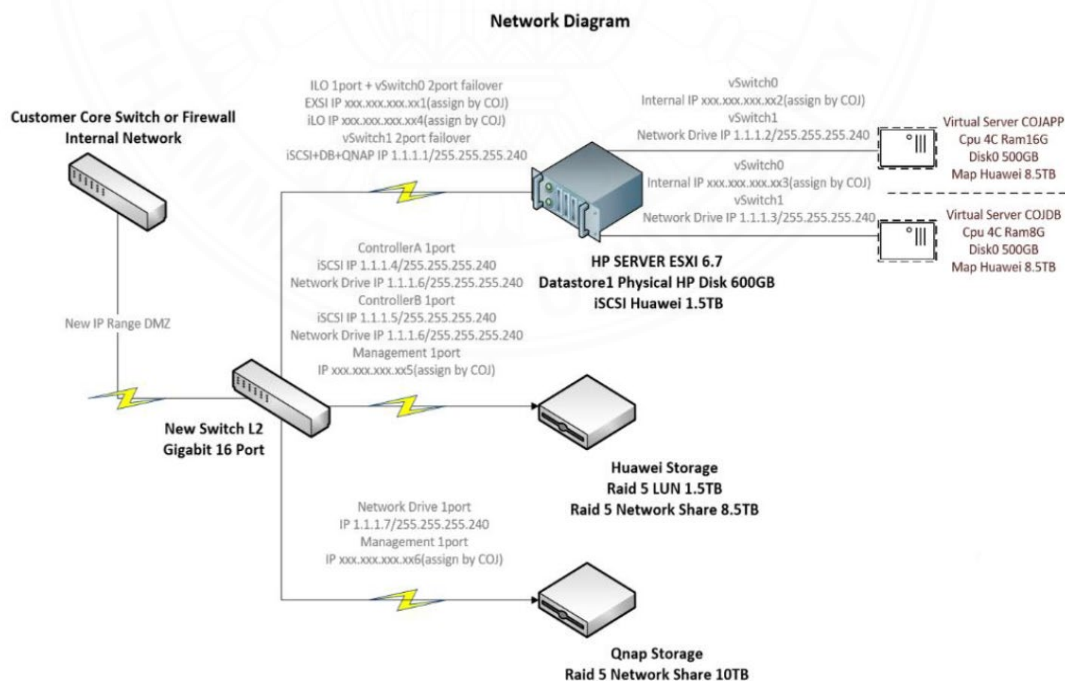 Network Diagram
Customer Core Switch or Firewall
Internal Network
New IP Range DMZ
New Switch L2
Gigabit 16 Port
ILO 1port + vSwitch0 2port failover
EXSI IP xxx.xxx.xxx.xx1(assign by COJ)
iLO IP xxx.xxx.xxx.xx4(assign by COJ)
vSwitch1 2port failover
iSCSI+DB+QNAP IP 1.1.1.1/255.255.255.240
HP SERVER ESXI 6.7
Datastore1 Physical HP Disk 600GB
iSCSI Huawei 1.5TB
vSwitch0
Internal IP xxx.xxx.xxx.xx2(assign by COJ)
vSwitch1
Network Drive IP 1.1.1.2/255.255.255.240
Virtual Server COJAPP
Cpu 4C Ram16G
Disk0 500GB
Map Huawei 8.5TB
vSwitch0
Internal IP xxx.xxx.xxx.xx3(assign by COJ)
vSwitch1
Network Drive IP 1.1.1.3/255.255.255.240
Virtual Server COJDB
Cpu 4C Ram8G
Disk0 500GB
Map Huawei 8.5TB
ControllerA 1port
iSCSI IP 1.1.1.4/255.255.255.240
Network Drive IP 1.1.1.6/255.255.255.240
ControllerB 1port
iSCSI IP 1.1.1.5/255.255.255.240
Network Drive IP 1.1.1.6/255.255.255.240
Management 1port
IP xxx.xxx.xxx.xx5(assign by COJ)
Huawei Storage
Raid 5 LUN 1.5TB
Raid 5 Network Share 8.5TB
Network Drive 1port
IP 1.1.1.7/255.255.255.240
Management 1port
IP xxx.xxx.xxx.xx6(assign by COJ)
Qnap Storage
Raid 5 Network Share 10TB